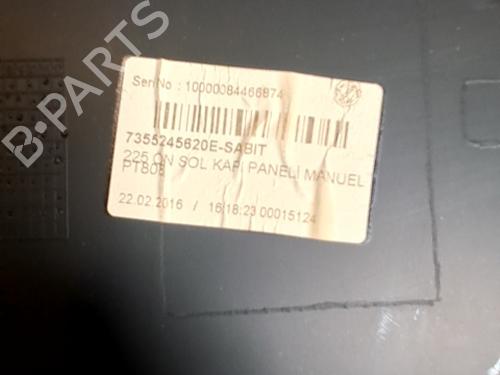 B-PARTS
Seri No : 10000084466874
7355245620E-SABIT
225 ÖN SOL KAPI PANELI MANUEL
PT808
22.02.2016 / 16:18:23 00015124